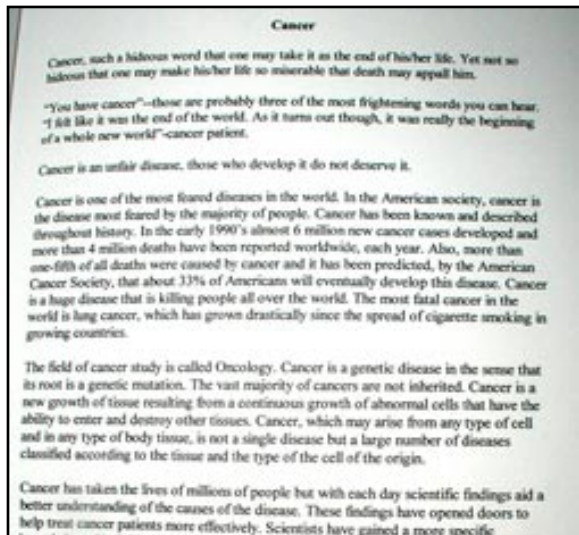 Cancer
Cancer, such a hideous word that one may take it as the end of his/her life. Yet not so
hideous that one may make his/her life so miserable that death may appall him.
"You have cancer"--those are probably three of the most frightening words you can hear.
"I felt like it was the end of the world. As it turns out though, it was really the beginning
of a whole new world"-cancer patient.
Cancer is an unfair disease, those who develop it do not deserve it.
Cancer is one of the most feared diseases in the world. In the American society, cancer is
the disease most feared by the majority of people. Cancer has been known and described
throughout history. In the early 1990's almost 6 million new cancer cases developed and
more than 4 million deaths have been reported worldwide, each year. Also, more than
one-fifth of all deaths were caused by cancer and it has been predicted, by the American
Cancer Society, that about 33% of Americans will eventually develop this disease. Cancer
is a huge disease that is killing people all over the world. The most fatal cancer in the
world is lung cancer, which has grown drastically since the spread of cigarette smoking in
growing countries.
The field of cancer study is called Oncology. Cancer is a genetic disease in the sense that
its root is a genetic mutation. The vast majority of cancers are not inherited. Cancer is a
new growth of tissue resulting from a continuous growth of abnormal cells that have the
ability to enter and destroy other tissues. Cancer, which may arise from any type of cell
and in any type of body tissue, is not a single disease but a large number of diseases
classified according to the tissue and the type of the cell of the origin.
Cancer has taken the lives of millions of people but with each day scientific findings aid a
better understanding of the causes of the disease. These findings have opened doors to
help treat cancer patients more effectively. Scientists have gained a more specific